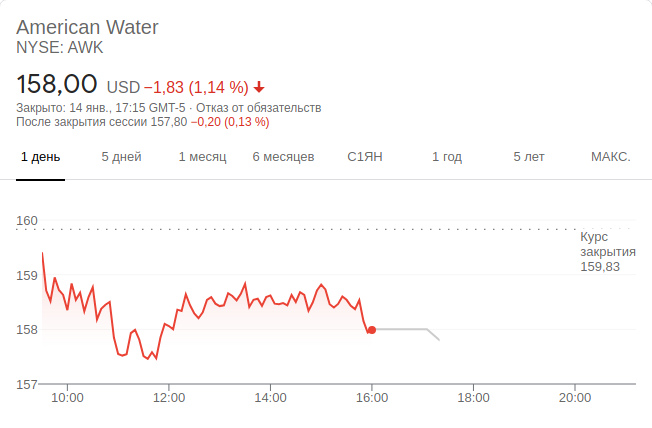 American Water
NYSE: AWK
158,00 USD −1,83 (1,14 %)
Закрыто: 14 янв., 17:15 GMT-5 · Отказ от обязательств
После закрытия сессии 157,80 −0,20 (0,13 %)
1 день 5 дней 1 месяц 6 месяцев С1ЯН 1 год 5 лет МАКС.
160
Курс
закрытия
159,83
159
158
157
10:00 12:00 14:00 16:00 18:00 20:00